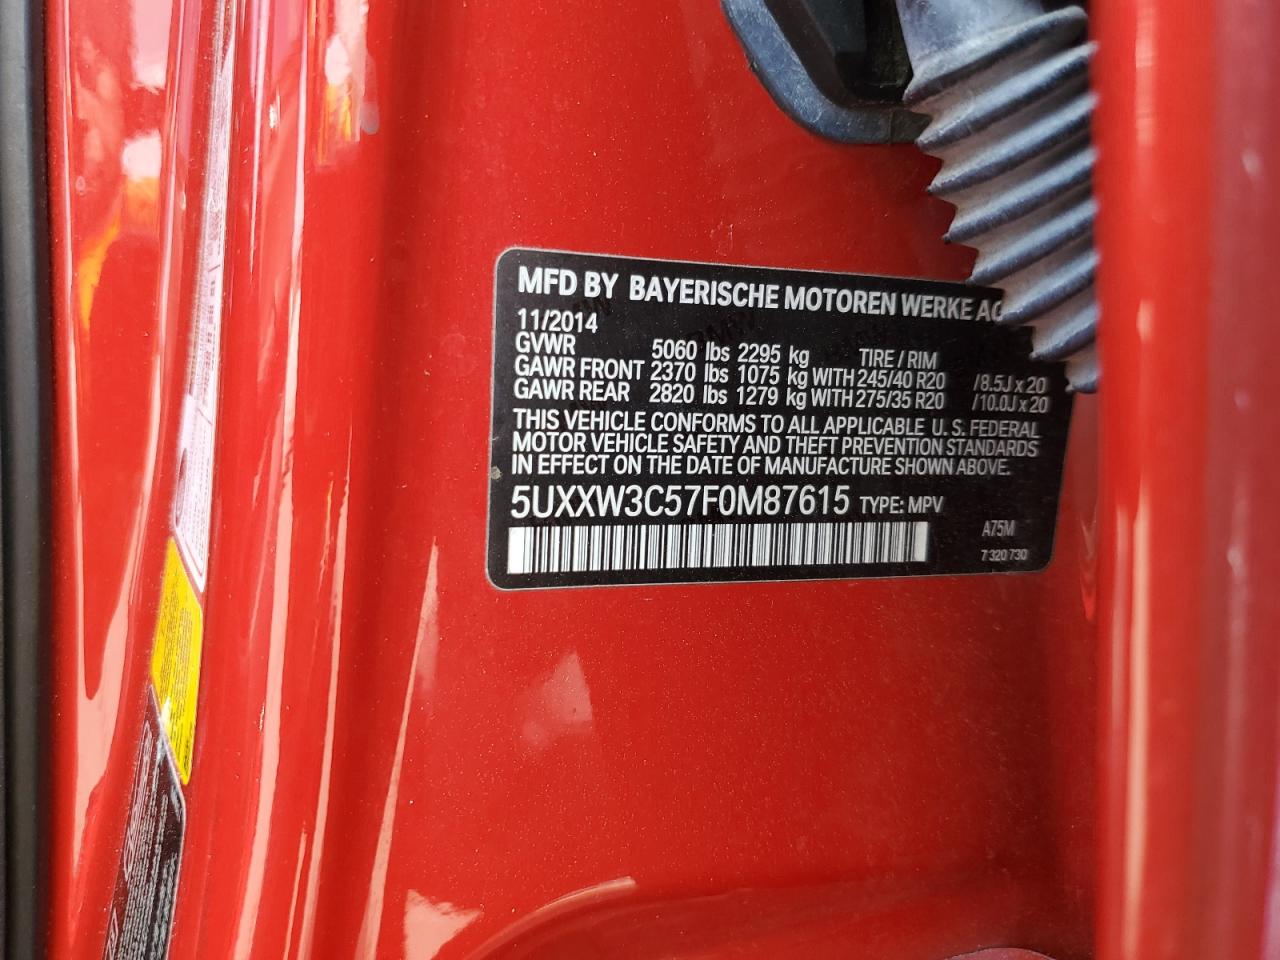 MFD BY BAYERISCHE MOTOREN WERKE AG
11/2014
GVWR 5060 lbs 2295 kg TIRE / RIM
GAWR FRONT 2370 lbs 1075 kg WITH 245/40 R20 /8.5J x 20
GAWR REAR 2820 lbs 1279 kg WITH 275/35 R20 /10.0J x 20
THIS VEHICLE CONFORMS TO ALL APPLICABLE U.S. FEDERAL
MOTOR VEHICLE SAFETY AND THEFT PREVENTION STANDARDS
IN EFFECT ON THE DATE OF MANUFACTURE SHOWN ABOVE.
5UXXW3C57F0M87615 TYPE: MPV
A75M
7 320 730